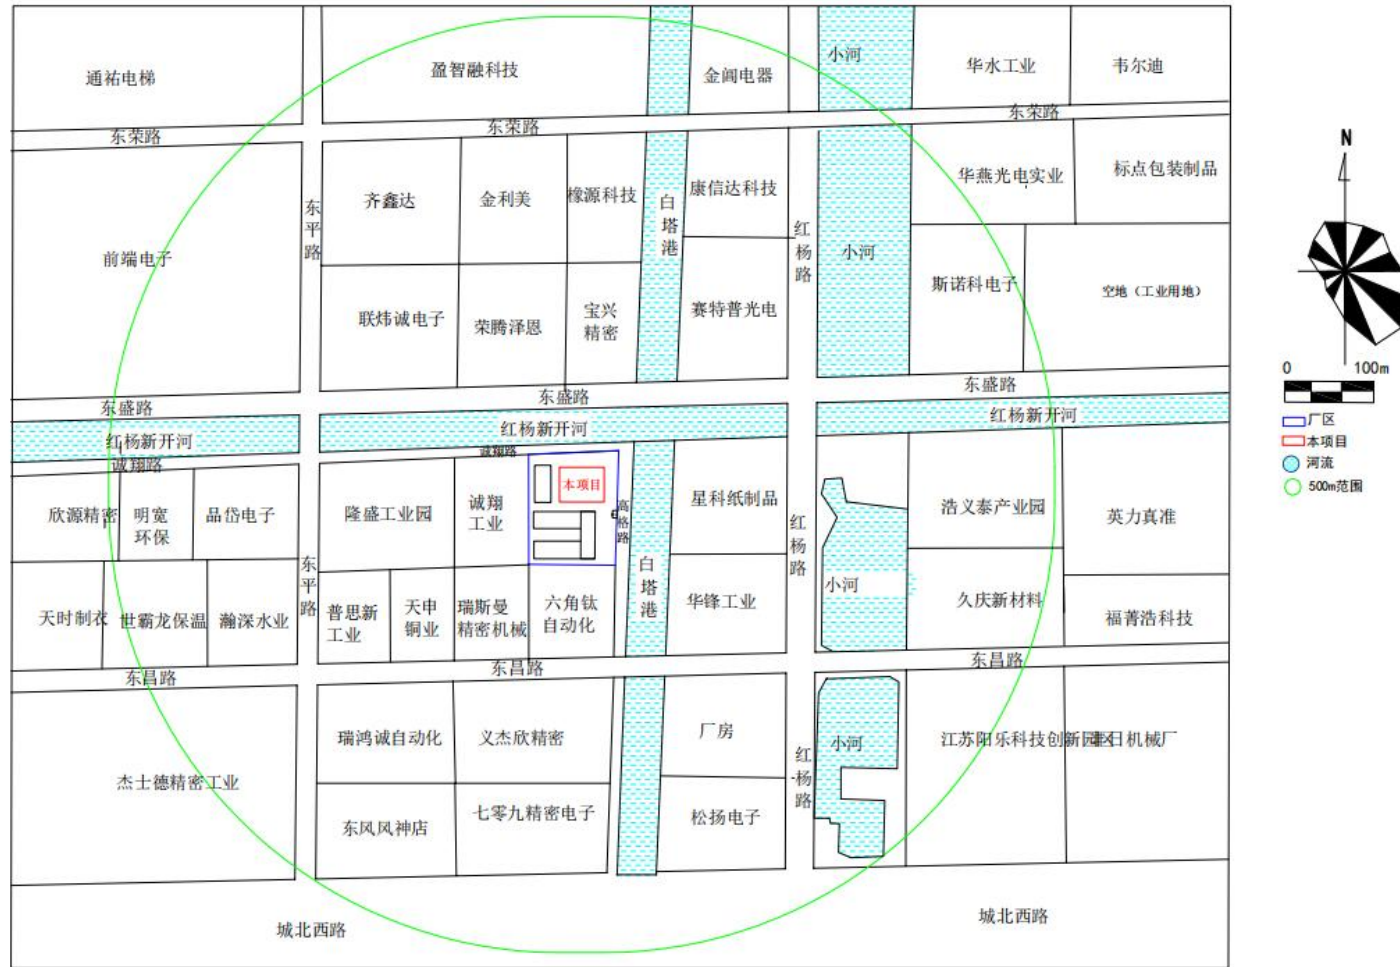 通祐电梯
盈智融科技
金阊电器
小河
华水工业
韦尔迪
东荣路
东荣路
东荣路
东平路
齐鑫达
金利美
橡源科技
白塔港
康信达科技
红杨路
小河
华燕光电实业
标点包装制品
前端电子
联炜诚电子
荣腾泽恩
宝兴
精密
赛特普光电
斯诺科电子
空地（工业用地）
东盛路
东盛路
东盛路
红杨新开河
红杨新开河
红杨新开河
诚翔路
诚翔路
欣源精密
明宽
环保
品岱电子
隆盛工业园
诚翔
工业
本项目
高格路
星科纸制品
红杨路
浩义泰产业园
英力真准
东平路
天时制衣
世霸龙保温
瀚深水业
普思新
工业
天申
铜业
瑞斯曼
精密机械
六角钛
自动化
白塔港
华锋工业
小河
久庆新材料
福菁浩科技
东昌路
东昌路
东昌路
杰士德精密工业
瑞鸿诚自动化
义杰欣精密
厂房
红杨路
小河
江苏阳乐科技创新园区
日机械厂
东风风神店
七零九精密电子
松扬电子
城北西路
城北西路
N
0 100m
厂区
本项目
河流
500m范围